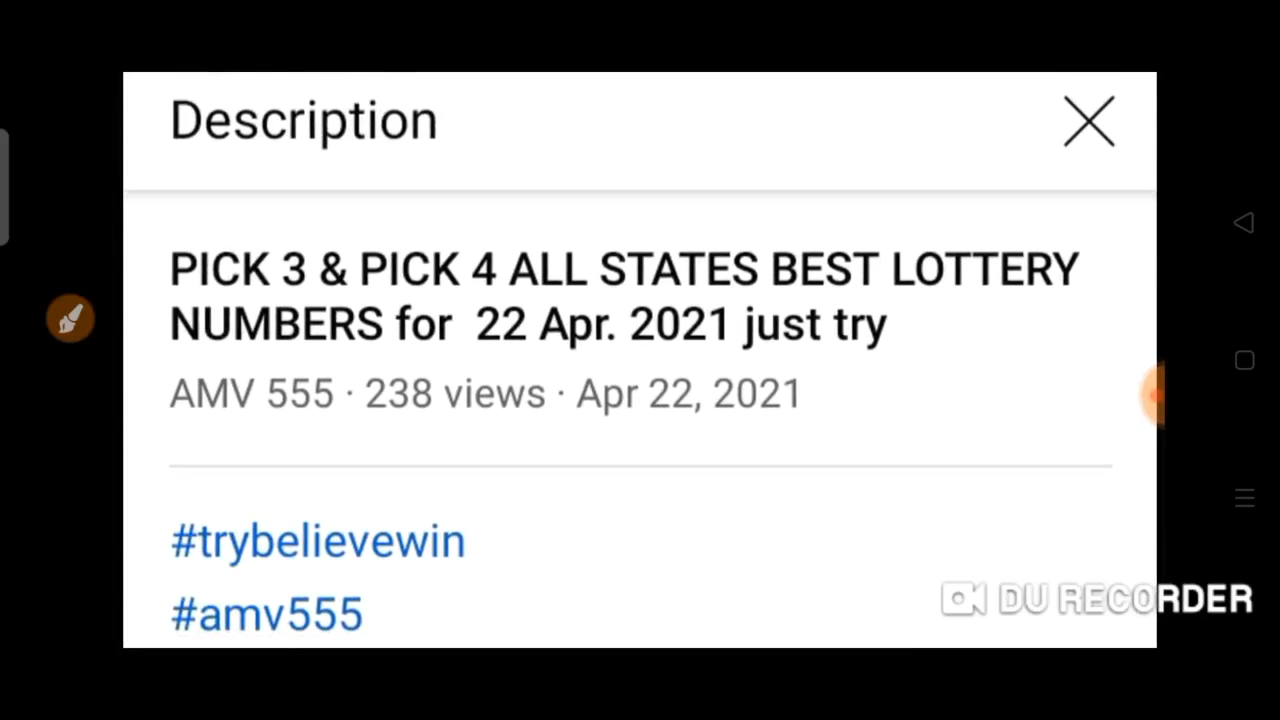 Description
PICK 3 & PICK 4 ALL STATES BEST LOTTERY
NUMBERS for  22 Apr. 2021 just try
AMV 555 · 238 views · Apr 22, 2021
#trybelievewin
#amv555
DU RECORDER